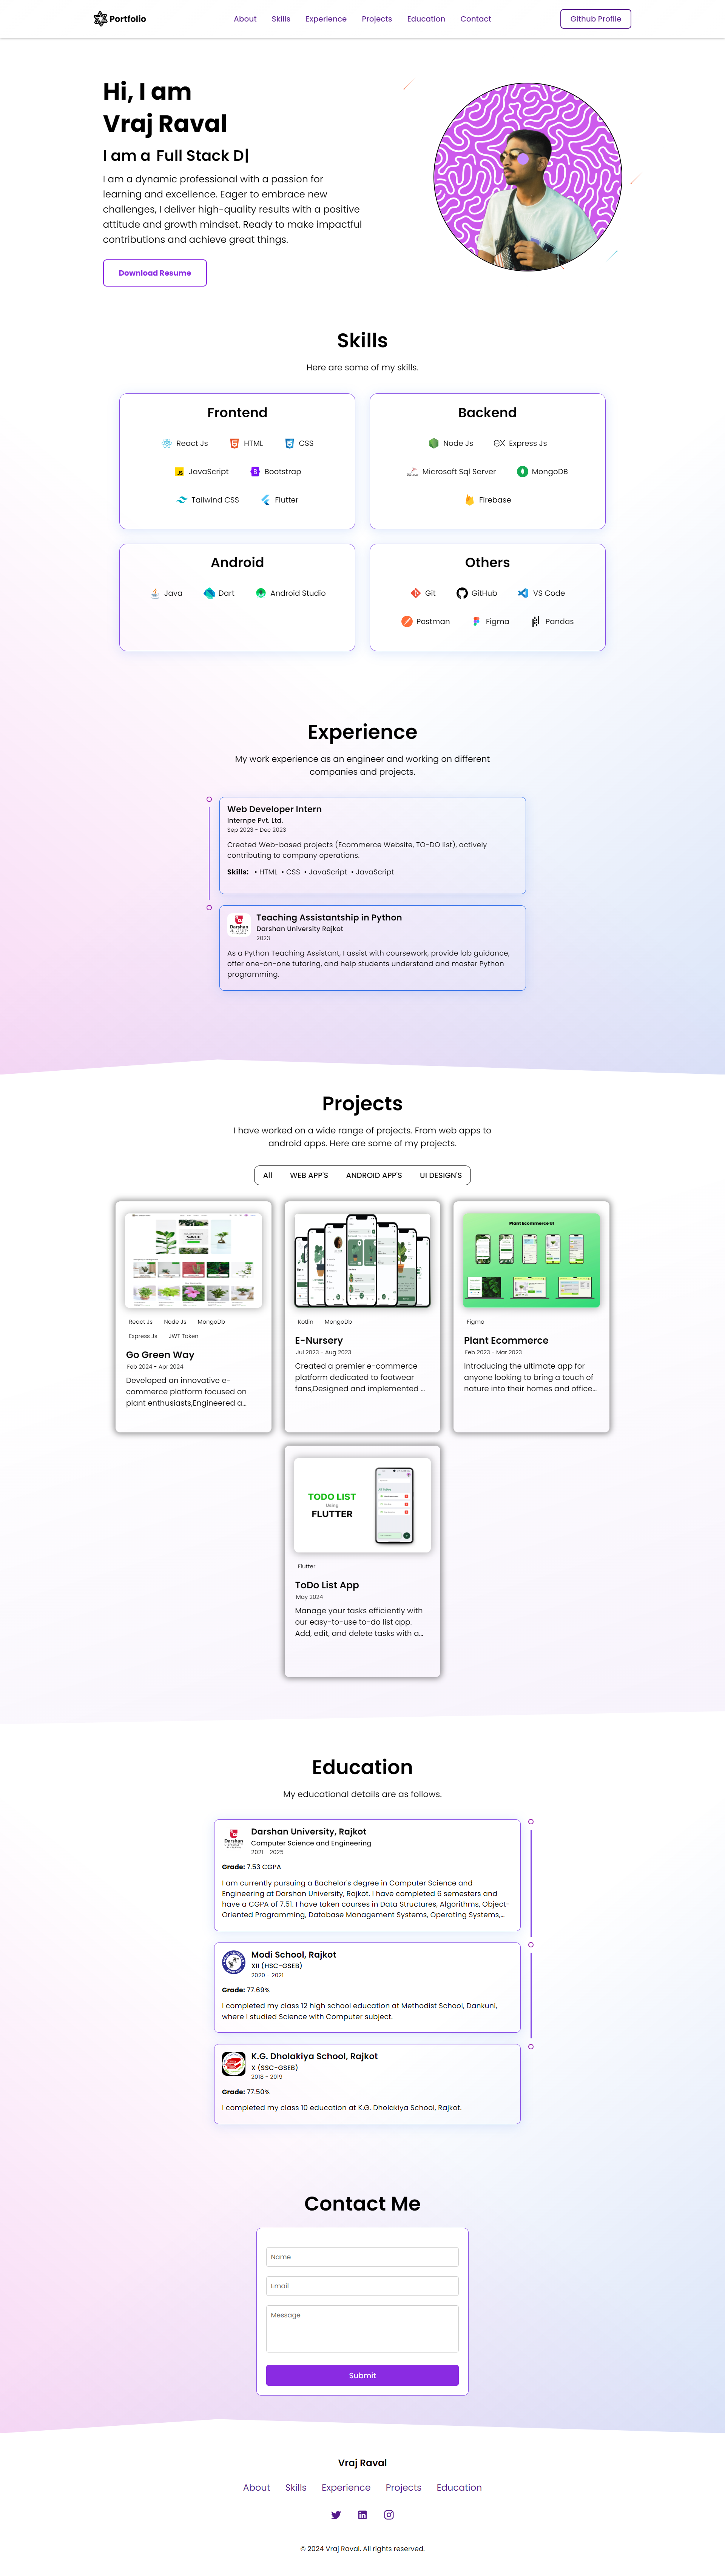 Portfolio
About Skills Experience Projects Education Contact
Github Profile
Hi, I am
Vraj Raval
I am a Full Stack D|
I am a dynamic professional with a passion for
learning and excellence. Eager to embrace new
challenges, I deliver high-quality results with a positive
attitude and growth mindset. Ready to make impactful
contributions and achieve great things.
Download Resume
Skills
Here are some of my skills.
Frontend
React Js HTML CSS
JavaScript Bootstrap
Tailwind CSS Flutter
Backend
Node Js Express Js
Microsoft Sql Server MongoDB
Firebase
Android
Java Dart Android Studio
Others
Git GitHub VS Code
Postman Figma Pandas
Experience
My work experience as an engineer and working on different
companies and projects.
Web Developer Intern
Internpe Pvt. Ltd.
Sep 2023 - Dec 2023
Created Web-based projects (Ecommerce Website, TO-DO list), actively
contributing to company operations.
Skills: • HTML • CSS • JavaScript • JavaScript
Darshan
Teaching Assistantship in Python
Darshan University Rajkot
2023
As a Python Teaching Assistant, I assist with coursework, provide lab guidance,
offer one-on-one tutoring, and help students understand and master Python
programming.
Projects
I have worked on a wide range of projects. From web apps to
android apps. Here are some of my projects.
All WEB APP'S ANDROID APP'S UI DESIGN'S
SALE
React Js Node Js MongoDb
Express Js JWT Token
Go Green Way
Feb 2024 - Apr 2024
Developed an innovative e-
commerce platform focused on
plant enthusiasts,Engineered a...
Kotlin MongoDb
E-Nursery
Jul 2023 - Aug 2023
Created a premier e-commerce
platform dedicated to footwear
fans,Designed and implemented ...
Plant Ecommerce UI
Figma
Plant Ecommerce
Feb 2023 - Mar 2023
Introducing the ultimate app for
anyone looking to bring a touch of
nature into their homes and office...
TODO LIST
Using
FLUTTER
Flutter
ToDo List App
May 2024
Manage your tasks efficiently with
our easy-to-use to-do list app.
Add, edit, and delete tasks with a...
Education
My educational details are as follows.
Darshan
Darshan University, Rajkot
Computer Science and Engineering
2021 - 2025
Grade: 7.53 CGPA
I am currently pursuing a Bachelor's degree in Computer Science and
Engineering at Darshan University, Rajkot. I have completed 6 semesters and
have a CGPA of 7.51. I have taken courses in Data Structures, Algorithms, Object-
Oriented Programming, Database Management Systems, Operating Systems,...
Modi School, Rajkot
XII (HSC-GSEB)
2020 - 2021
Grade: 77.69%
I completed my class 12 high school education at Methodist School, Dankuni,
where I studied Science with Computer subject.
K.G. Dholakiya School, Rajkot
X (SSC-GSEB)
2018 - 2019
Grade: 77.50%
I completed my class 10 education at K.G. Dholakiya School, Rajkot.
Contact Me
Name
Email
Message
Submit
Vraj Raval
About Skills Experience Projects Education
© 2024 Vraj Raval. All rights reserved.